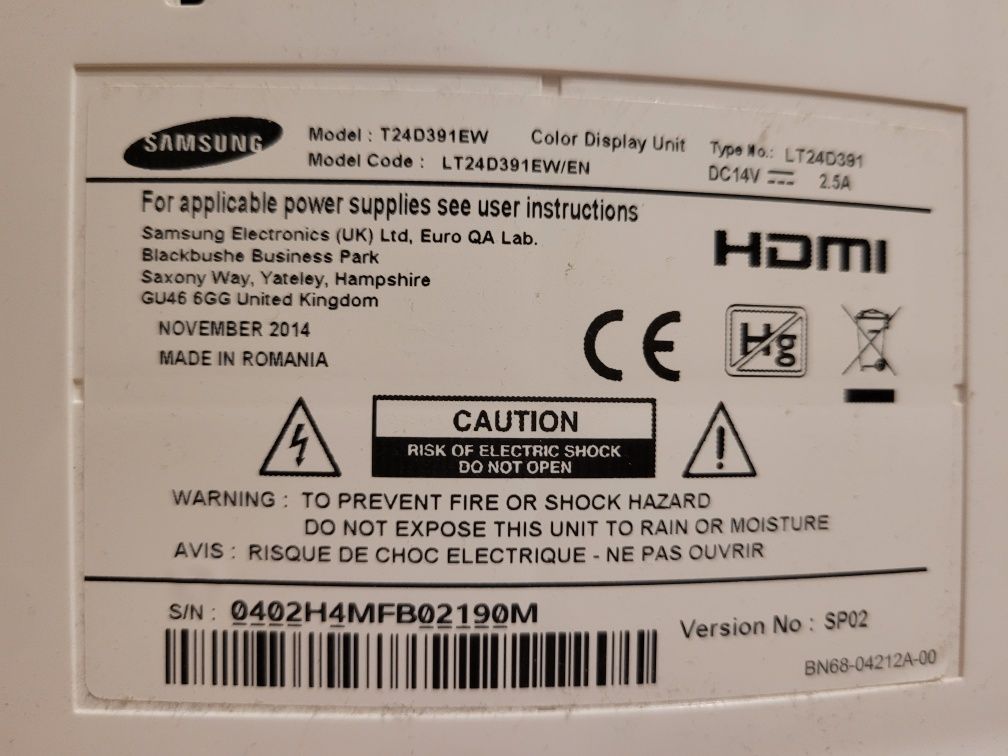 SAMSUNG
Model : T24D391EW Color Display Unit Type No.: LT24D391
Model Code : LT24D391EW/EN DC14V ⎓ 2.5A
For applicable power supplies see user instructions
Samsung Electronics (UK) Ltd, Euro QA Lab.
Blackbushe Business Park
Saxony Way, Yateley, Hampshire
GU46 6GG United Kingdom
HDMI
NOVEMBER 2014
MADE IN ROMANIA
CE
Hg
CAUTION
RISK OF ELECTRIC SHOCK
DO NOT OPEN
WARNING : TO PREVENT FIRE OR SHOCK HAZARD
DO NOT EXPOSE THIS UNIT TO RAIN OR MOISTURE
AVIS : RISQUE DE CHOC ELECTRIQUE - NE PAS OUVRIR
S/N : 0402H4MFB02190M
Version No : SP02
BN68-04212A-00